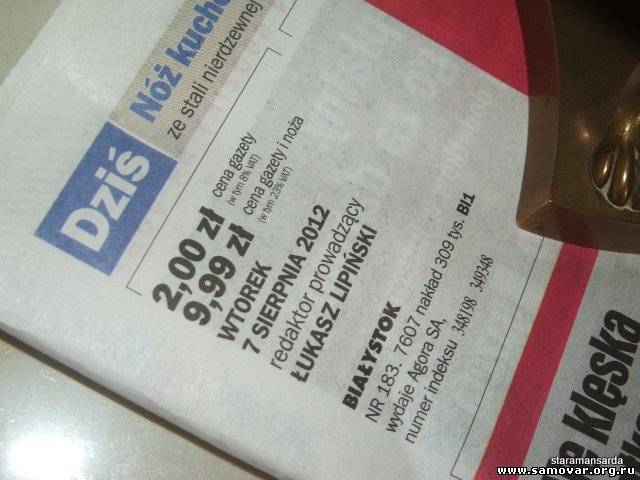 Dziś
Nóż kuche
ze stali nierdzewnej
2,00 zł cena gazety
(w tym 8% VAT)
9,99 zł cena gazety i noża
(w tym 23% VAT)
WTOREK
7 SIERPNIA 2012
redaktor prowadzący
ŁUKASZ LIPIŃSKI
BIAŁYSTOK
NR 183. 7607 nakład 309 tys. Bł1
wydaje Agora SA,
numer indeksu 348198 349348
klęska
staramansarda
www.samovar.org.ru